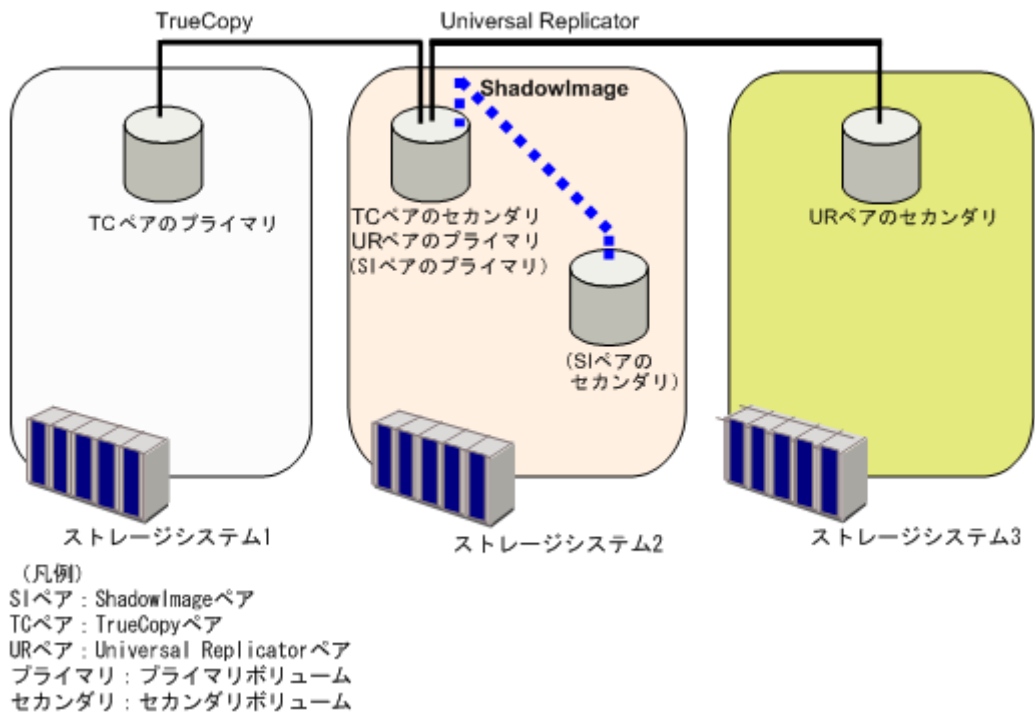 TrueCopy
Universal Replicator
ShadowImage
TCペアのプライマリ
TCペアのセカンダリ
URペアのプライマリ
(SIペアのプライマリ)
URペアのセカンダリ
(SIペアの
セカンダリ)
ストレージシステム1
ストレージシステム2
ストレージシステム3
(凡例)
SIペア:ShadowImageペア
TCペア:TrueCopyペア
URペア:Universal Replicatorペア
プライマリ:プライマリボリューム
セカンダリ:セカンダリボリューム